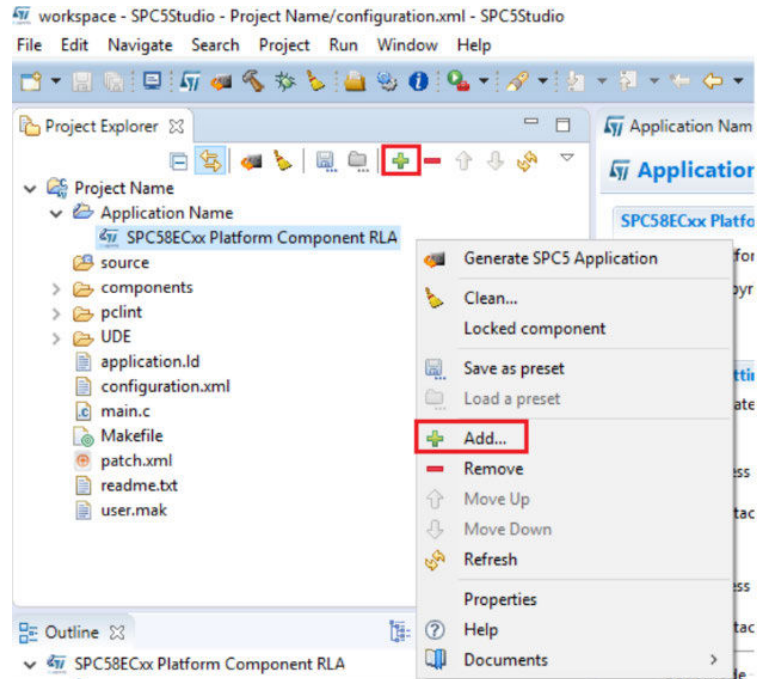 workspace - SPC5Studio - Project Name/configuration.xml - SPC5Studio
File Edit Navigate Search Project Run Window Help
Project Explorer
Application Nam
Application
Project Name
Application Name
SPC58ECxx Platform Component RLA
source
components
pclint
UDE
application.ld
configuration.xml
main.c
Makefile
patch.xml
readme.txt
user.mak
SPC58ECxx Platfo
Generate SPC5 Application
Clean...
Locked component
Save as preset
Load a preset
Add...
Remove
Move Up
Move Down
Refresh
Properties
Help
Documents
Outline
SPC58ECxx Platform Component RLA